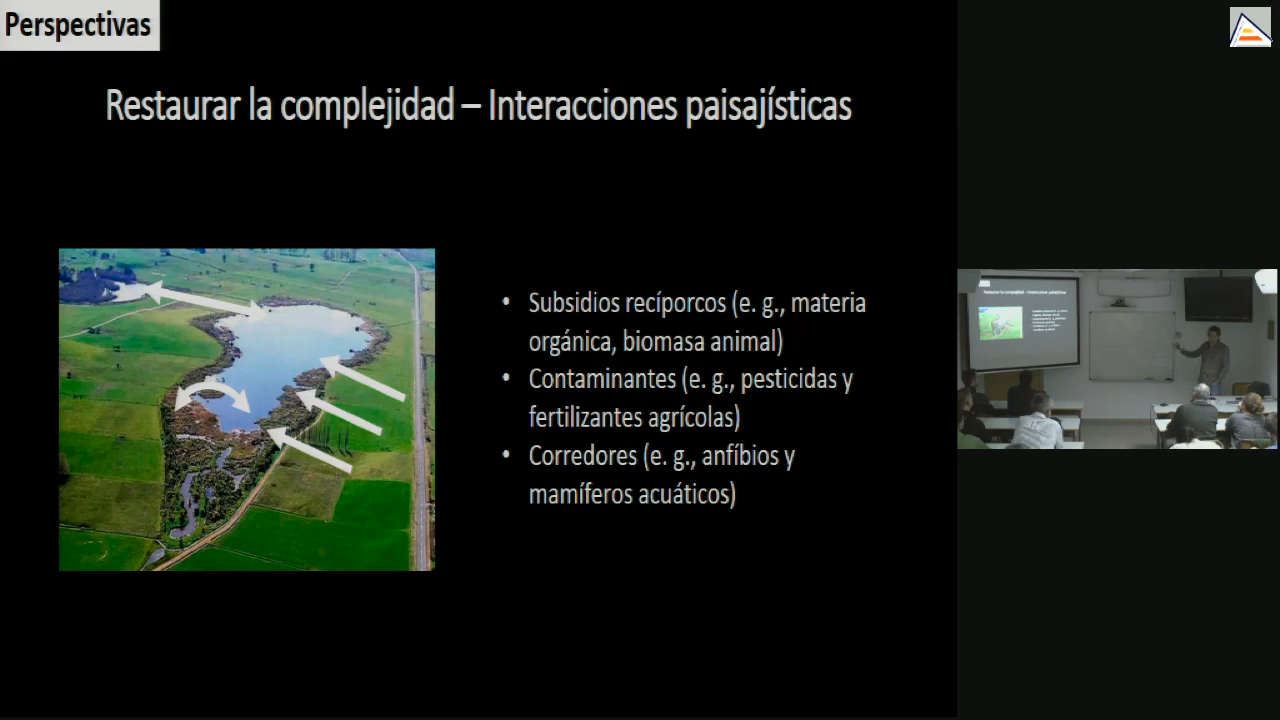 Perspectivas
Restaurar la complejidad – Interacciones paisajísticas
• Subsidios recíporcos (e. g., materia
orgánica, biomasa animal)
• Contaminantes (e. g., pesticidas y
fertilizantes agrícolas)
• Corredores (e. g., anfíbios y
mamíferos acuáticos)